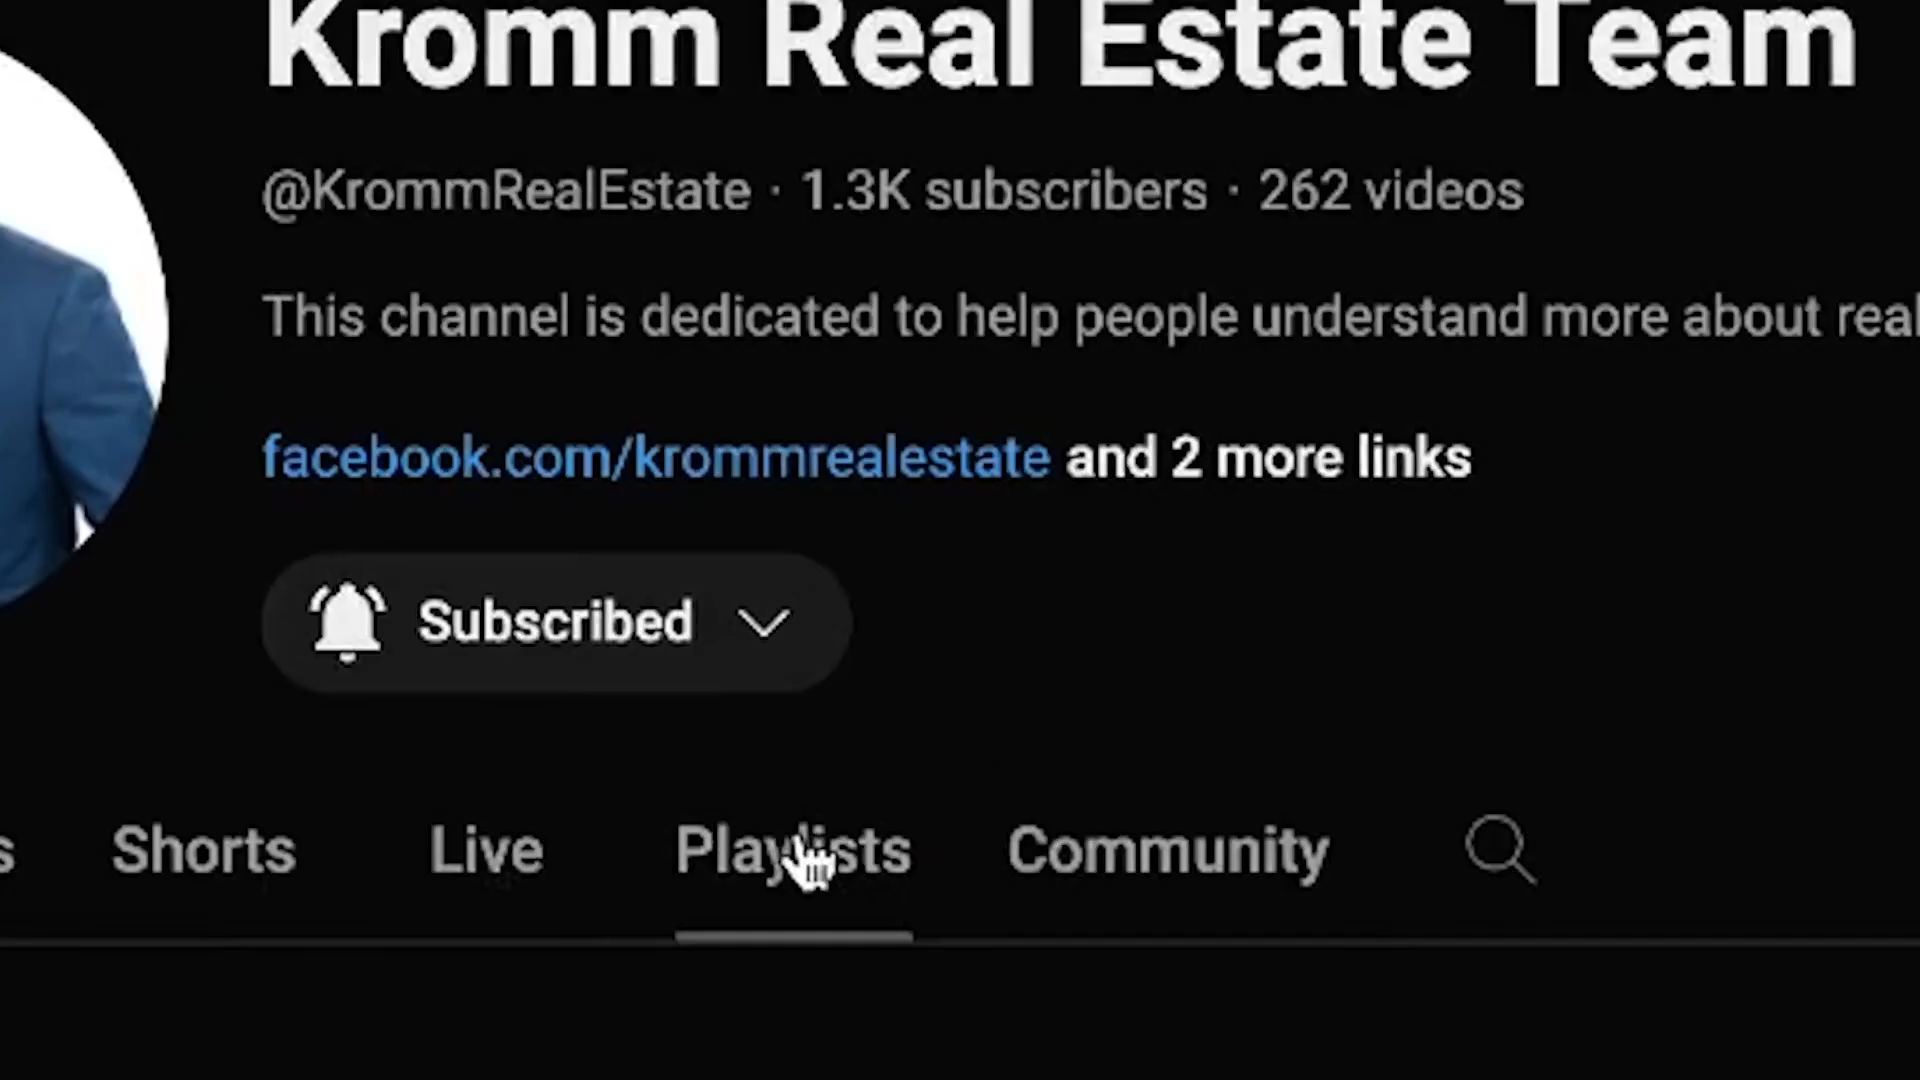 Kromm Real Estate Team
@KrommRealEstate · 1.3K subscribers · 262 videos
This channel is dedicated to help people understand more about real
facebook.com/krommrealestate and 2 more links
Subscribed
s Shorts Live Playlists Community